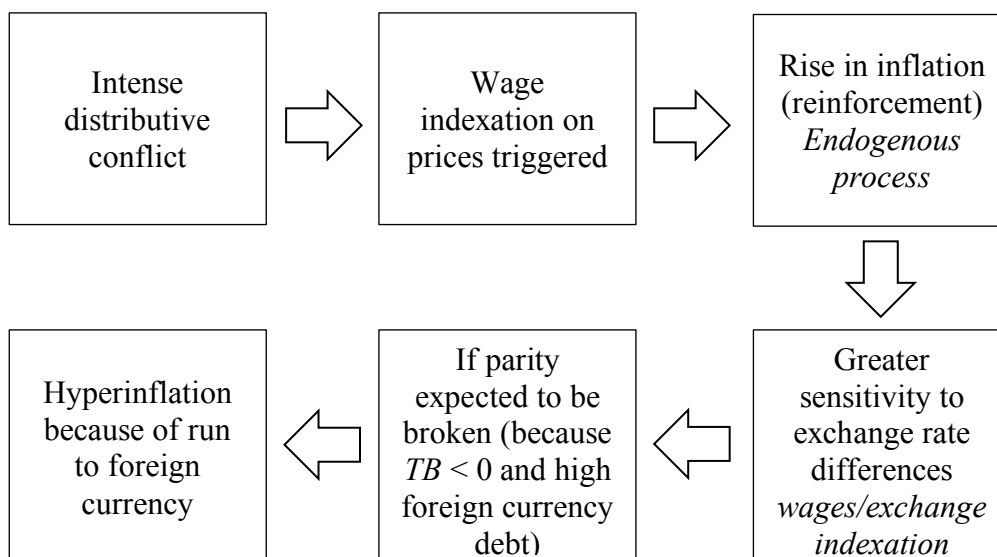 Intense
distributive
conflict
Wage
indexation on
prices triggered
Rise in inflation
(reinforcement)
Endogenous
process
Greater
sensitivity to
exchange rate
differences
wages/exchange
indexation
If parity
expected to be
broken (because
TB < 0 and high
foreign currency
debt)
Hyperinflation
because of run
to foreign
currency